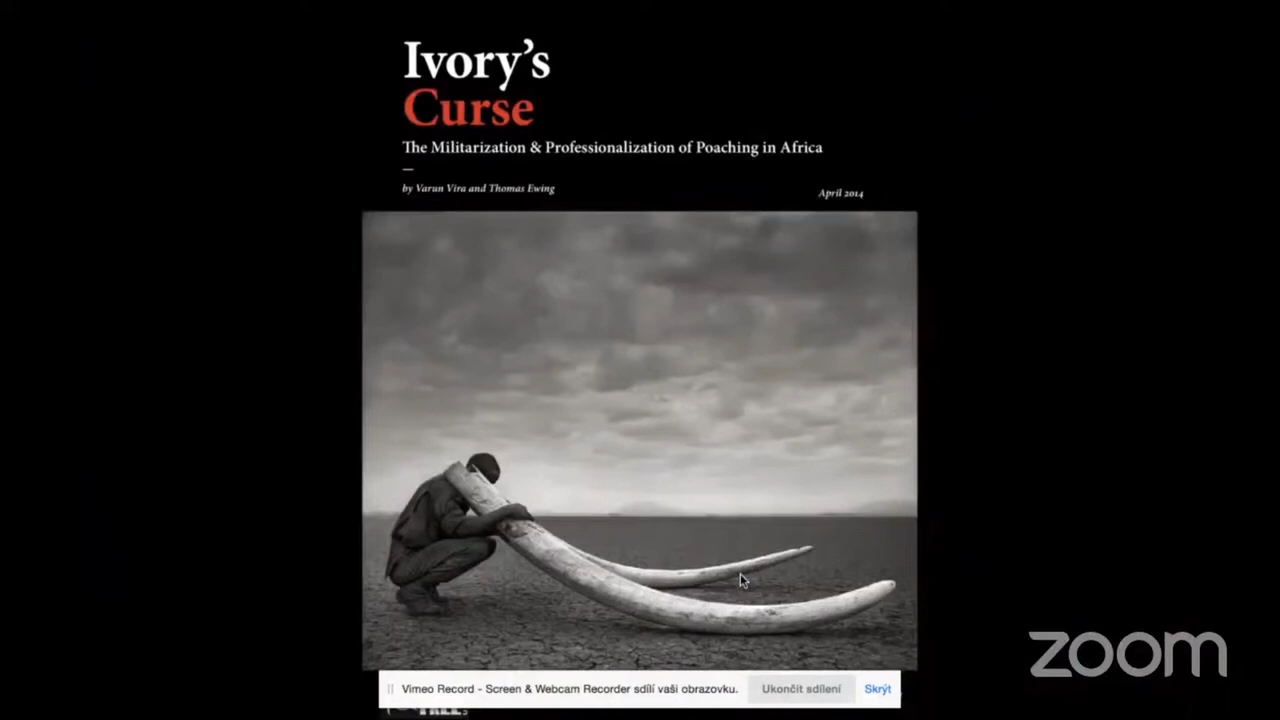 Ivory’s
Curse
The Militarization & Professionalization of Poaching in Africa
by Varun Vira and Thomas Ewing
April 2014
zoom
Vimeo Record - Screen & Webcam Recorder sdílí vaši obrazovku.
Ukončit sdílení
Skrýt